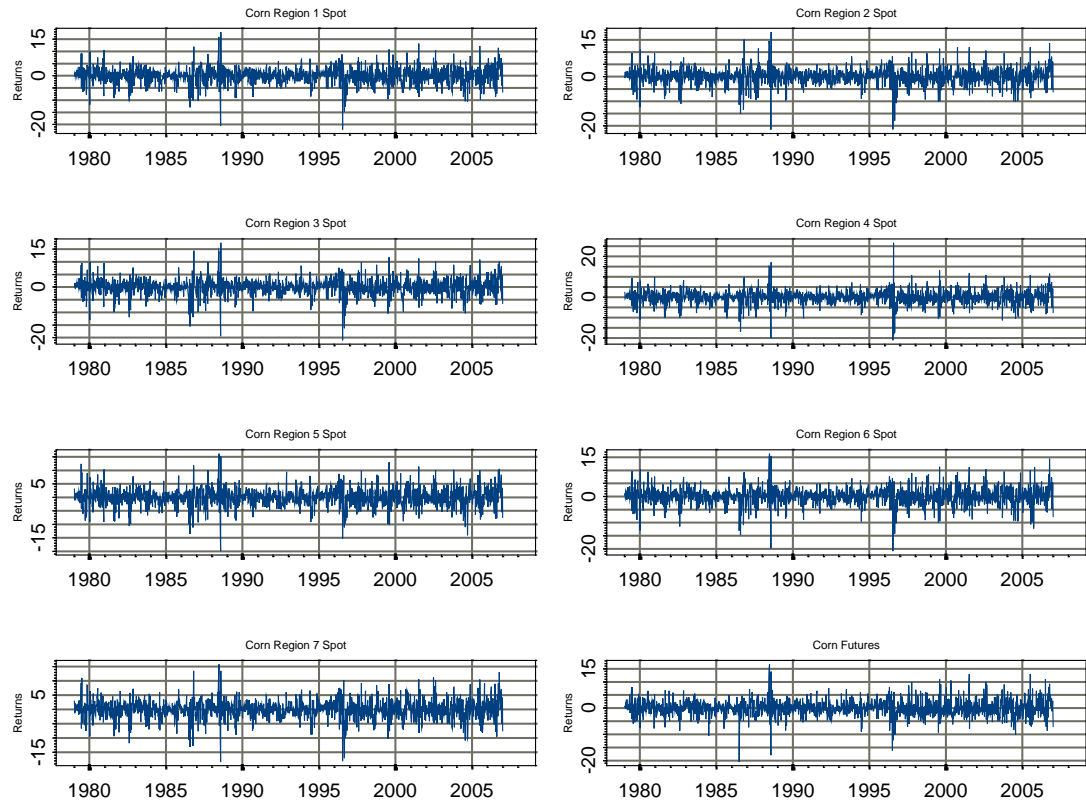 Corn Region 1 Spot
Returns
15
0
-20
1980 1985 1990 1995 2000 2005
Corn Region 2 Spot
Returns
15
0
-20
1980 1985 1990 1995 2000 2005
Corn Region 3 Spot
Returns
15
0
-20
1980 1985 1990 1995 2000 2005
Corn Region 4 Spot
Returns
20
0
-20
1980 1985 1990 1995 2000 2005
Corn Region 5 Spot
Returns
5
-15
1980 1985 1990 1995 2000 2005
Corn Region 6 Spot
Returns
15
0
-20
1980 1985 1990 1995 2000 2005
Corn Region 7 Spot
Returns
5
-15
1980 1985 1990 1995 2000 2005
Corn Futures
Returns
15
0
-20
1980 1985 1990 1995 2000 2005